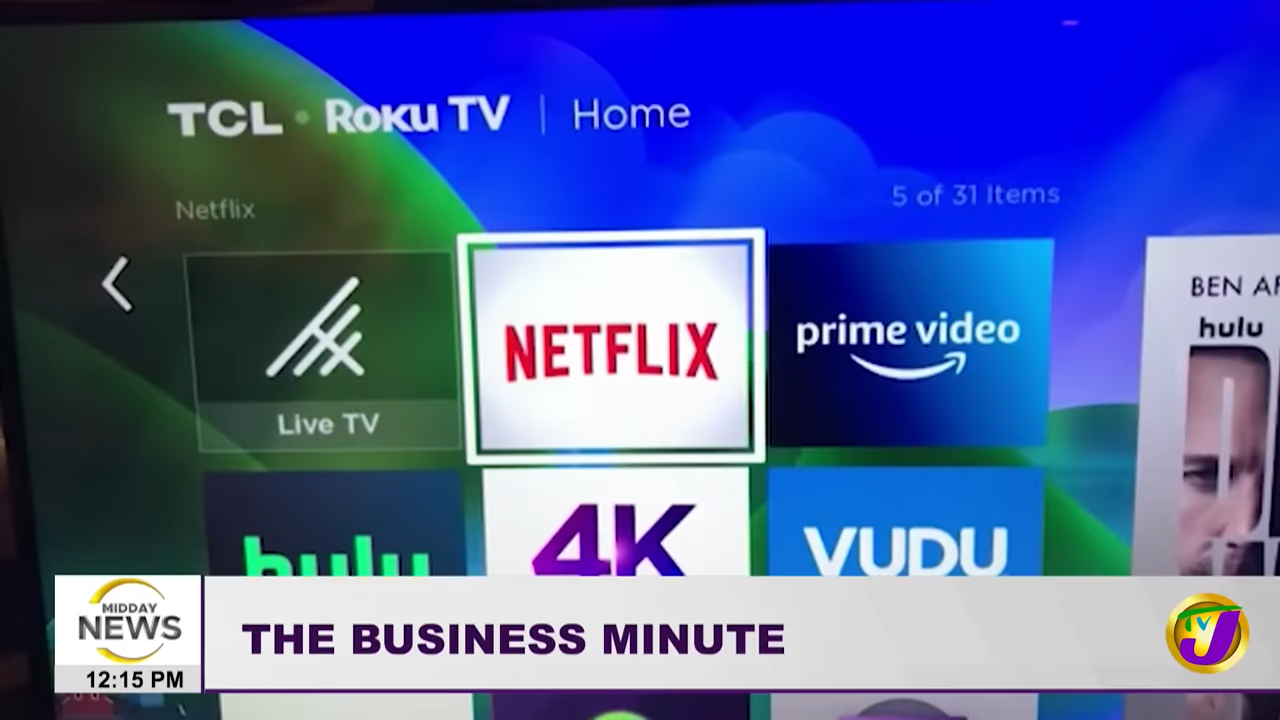 TCL • Roku TV | Home
Netflix
5 of 31 Items
Live TV
NETFLIX
prime video
BEN AF
hulu
hulu
4K
VUDU
MIDDAY
NEWS
12:15 PM
THE BUSINESS MINUTE
TVJ